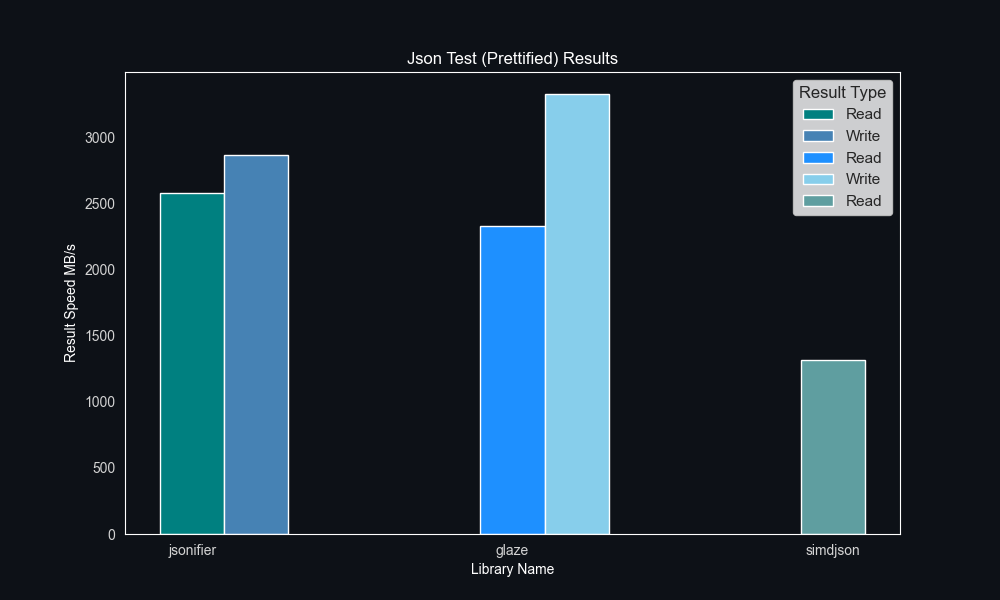 Json Test (Prettified) Results
Result Type
Read
Write
Read
Write
Read
Result Speed MB/s
3000
2500
2000
1500
1000
500
0
jsonifier
glaze
simdjson
Library Name